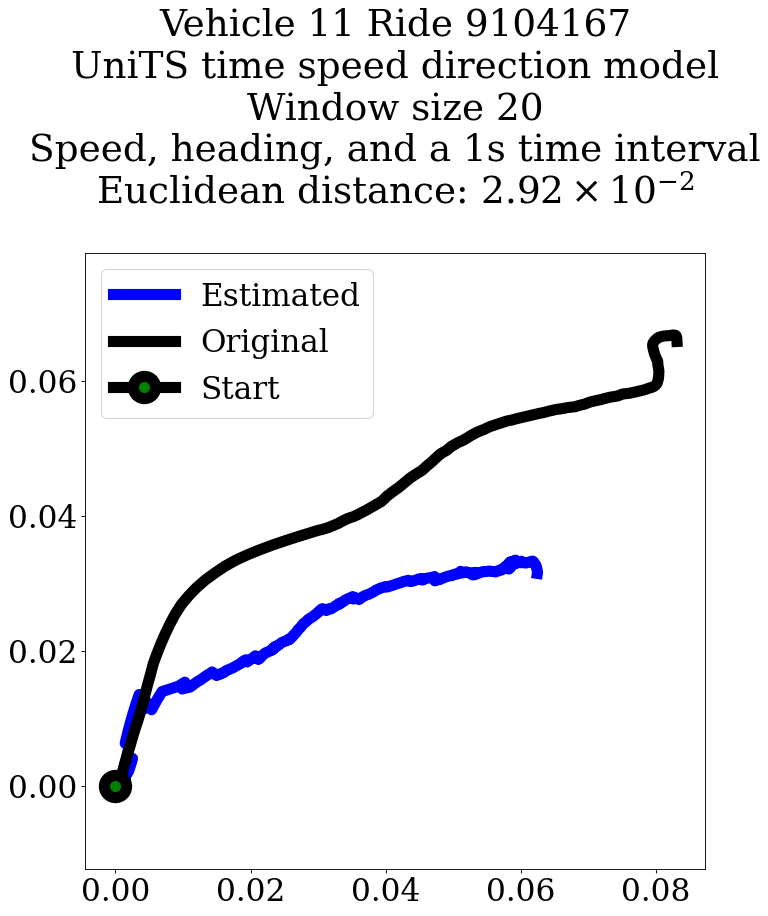 Vehicle 11 Ride 9104167
UniTS time speed direction model
Window size 20
Speed, heading, and a 1s time interval
Euclidean distance: 2.92 × 10⁻²
Estimated
Original
Start
0.06
0.04
0.02
0.00
0.00 0.02 0.04 0.06 0.08